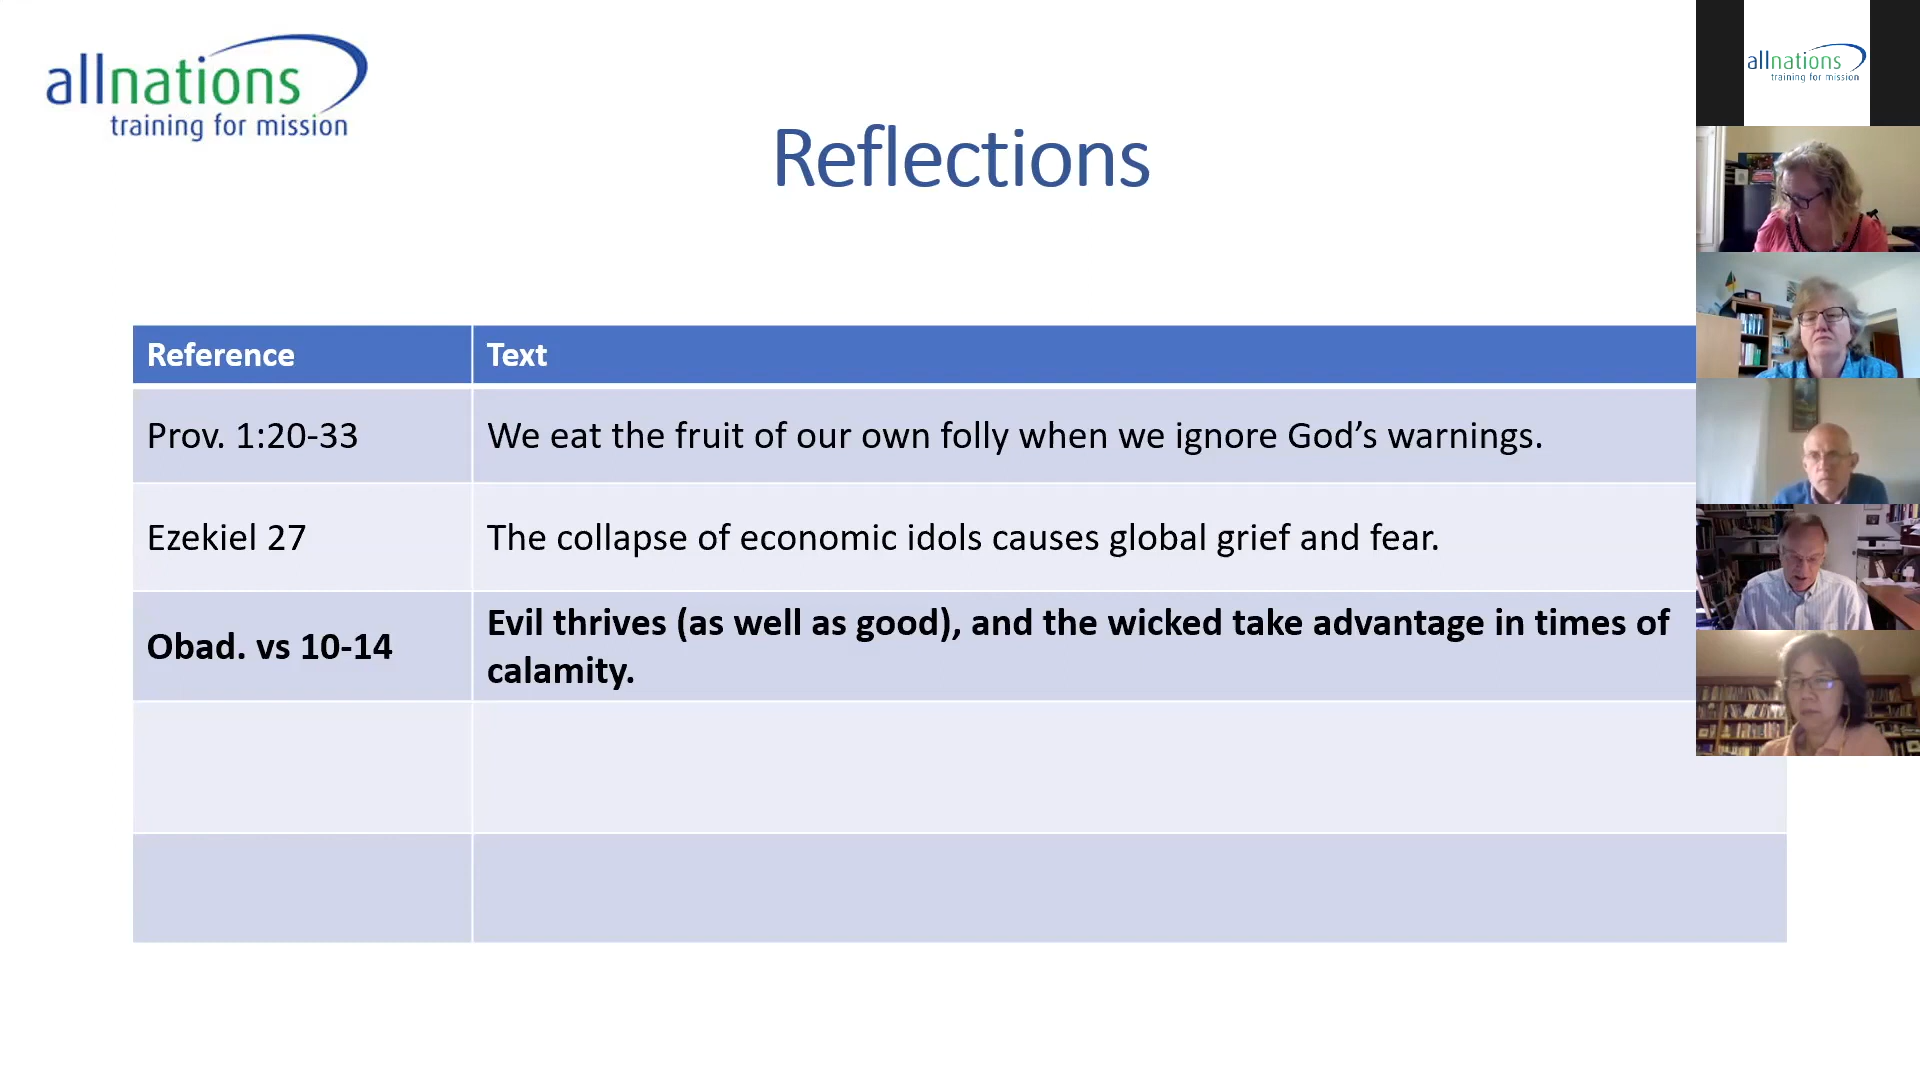 allnations
training for mission
allnations
training for mission
Reflections
Reference Text
Prov. 1:20-33 We eat the fruit of our own folly when we ignore God’s warnings.
Ezekiel 27 The collapse of economic idols causes global grief and fear.
Obad. vs 10-14 Evil thrives (as well as good), and the wicked take advantage in times of
calamity.